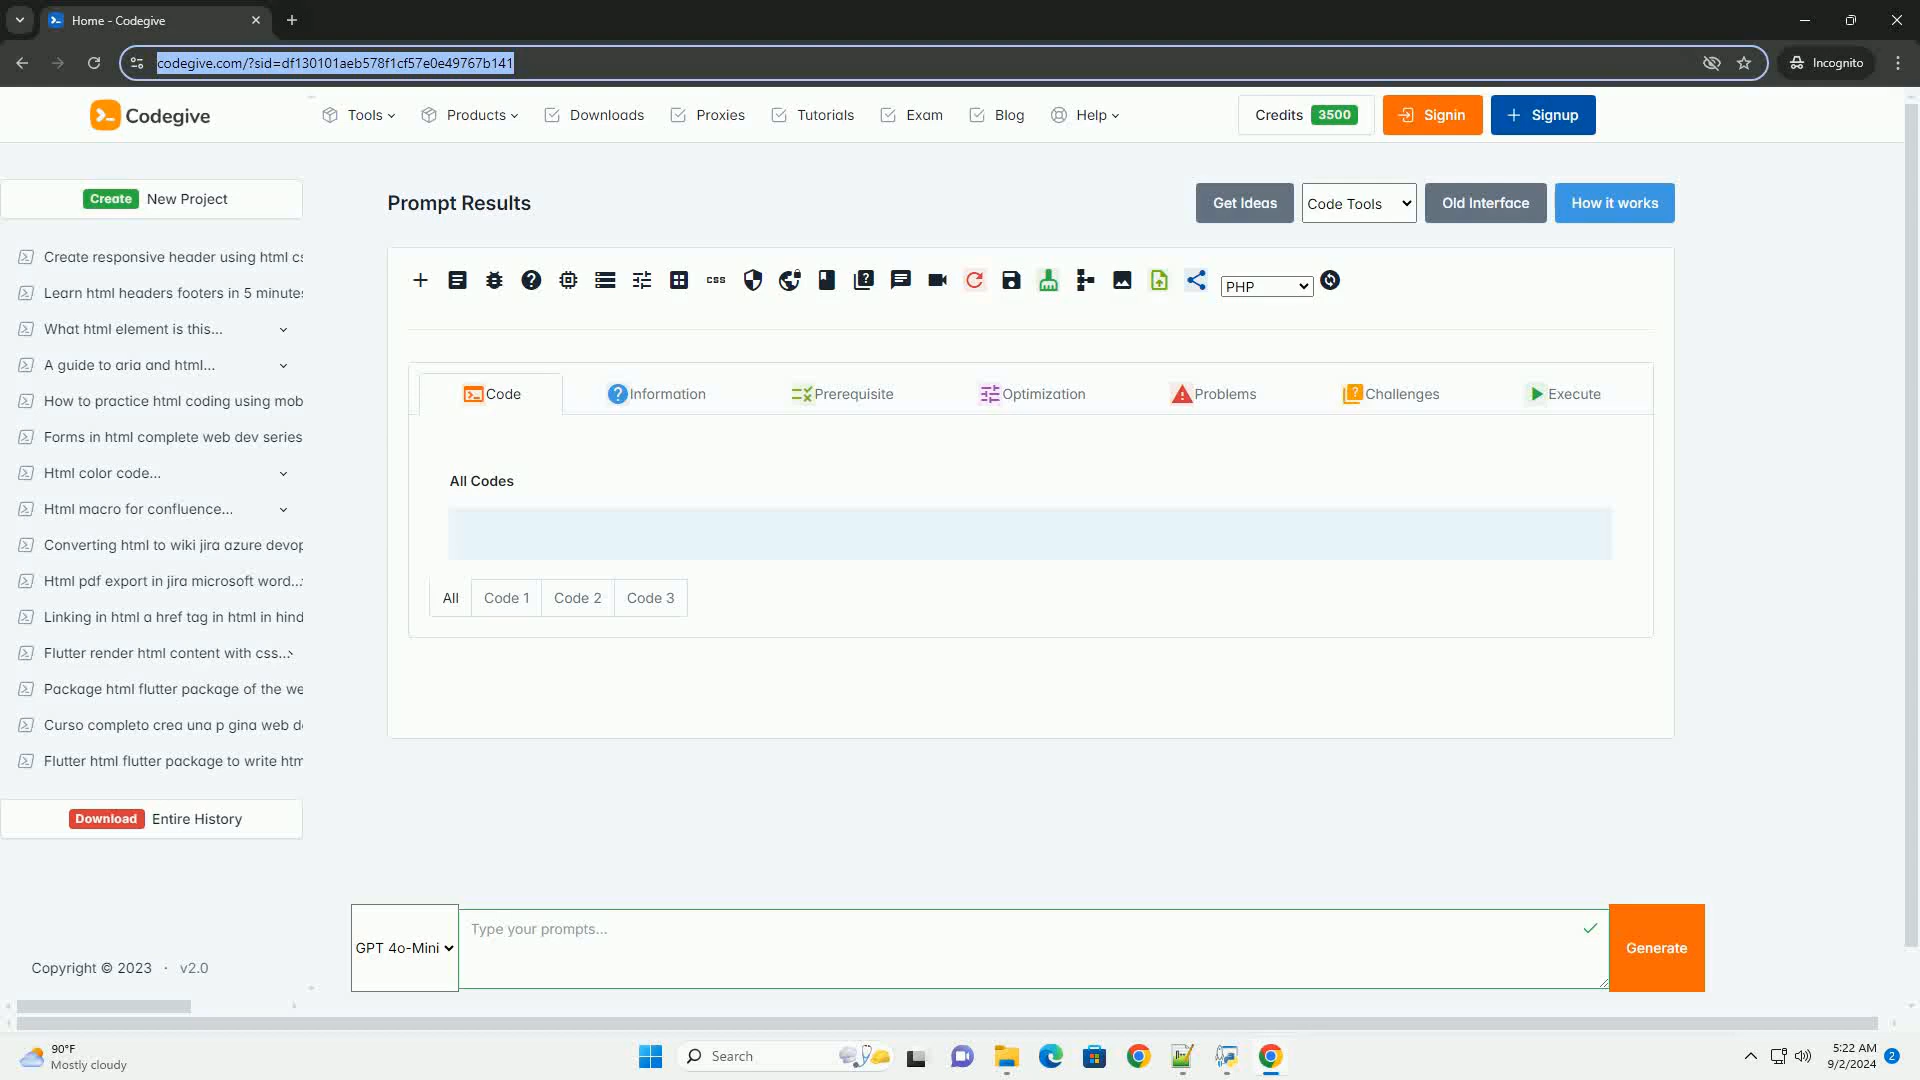 Home - Codegive
codegive.com/?sid=df130101aeb578f1cf57e0e49767b141
Incognito
Codegive
Tools
Products
Downloads
Proxies
Tutorials
Exam
Blog
Help
Credits 3500
Signin
Signup
Create New Project
Create responsive header using html cs
Learn html headers footers in 5 minutes
What html element is this...
A guide to aria and html...
How to practice html coding using mob
Forms in html complete web dev series
Html color code...
Html macro for confluence...
Converting html to wiki jira azure devop
Html pdf export in jira microsoft word...
Linking in html a href tag in html in hind
Flutter render html content with css...
Package html flutter package of the we
Curso completo crea una p gina web de
Flutter html flutter package to write htm
Download Entire History
Copyright © 2023 · v2.0
Prompt Results
Get Ideas
Code Tools
Old Interface
How it works
css
PHP
Code
Information
Prerequisite
Optimization
Problems
Challenges
Execute
All Codes
All
Code 1
Code 2
Code 3
GPT 4o-Mini
Type your prompts...
Generate
90°F
Mostly cloudy
Search
5:22 AM
9/2/2024
2